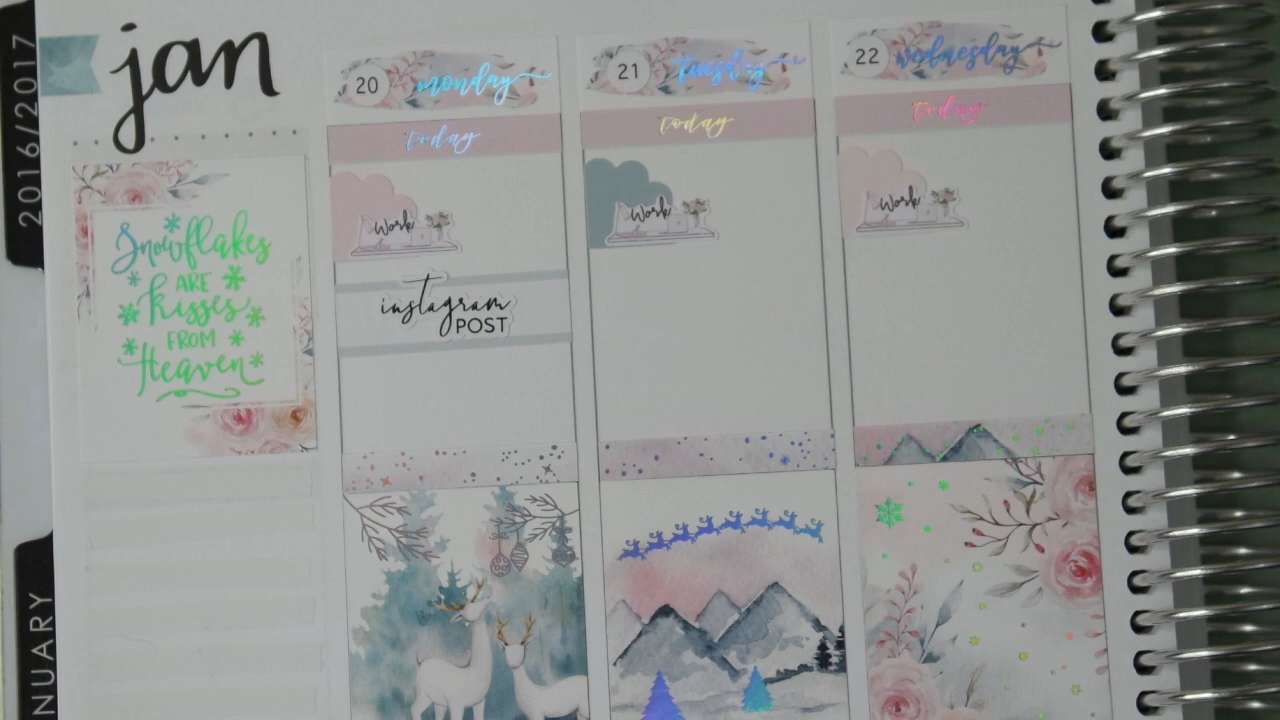 2016/2017
jan
20 monday
21 tuesday
22 wednesday
today
today
today
Snowflakes
ARE
kisses
FROM
Heaven
Work
Work
Work
instagram
POST
NUARY